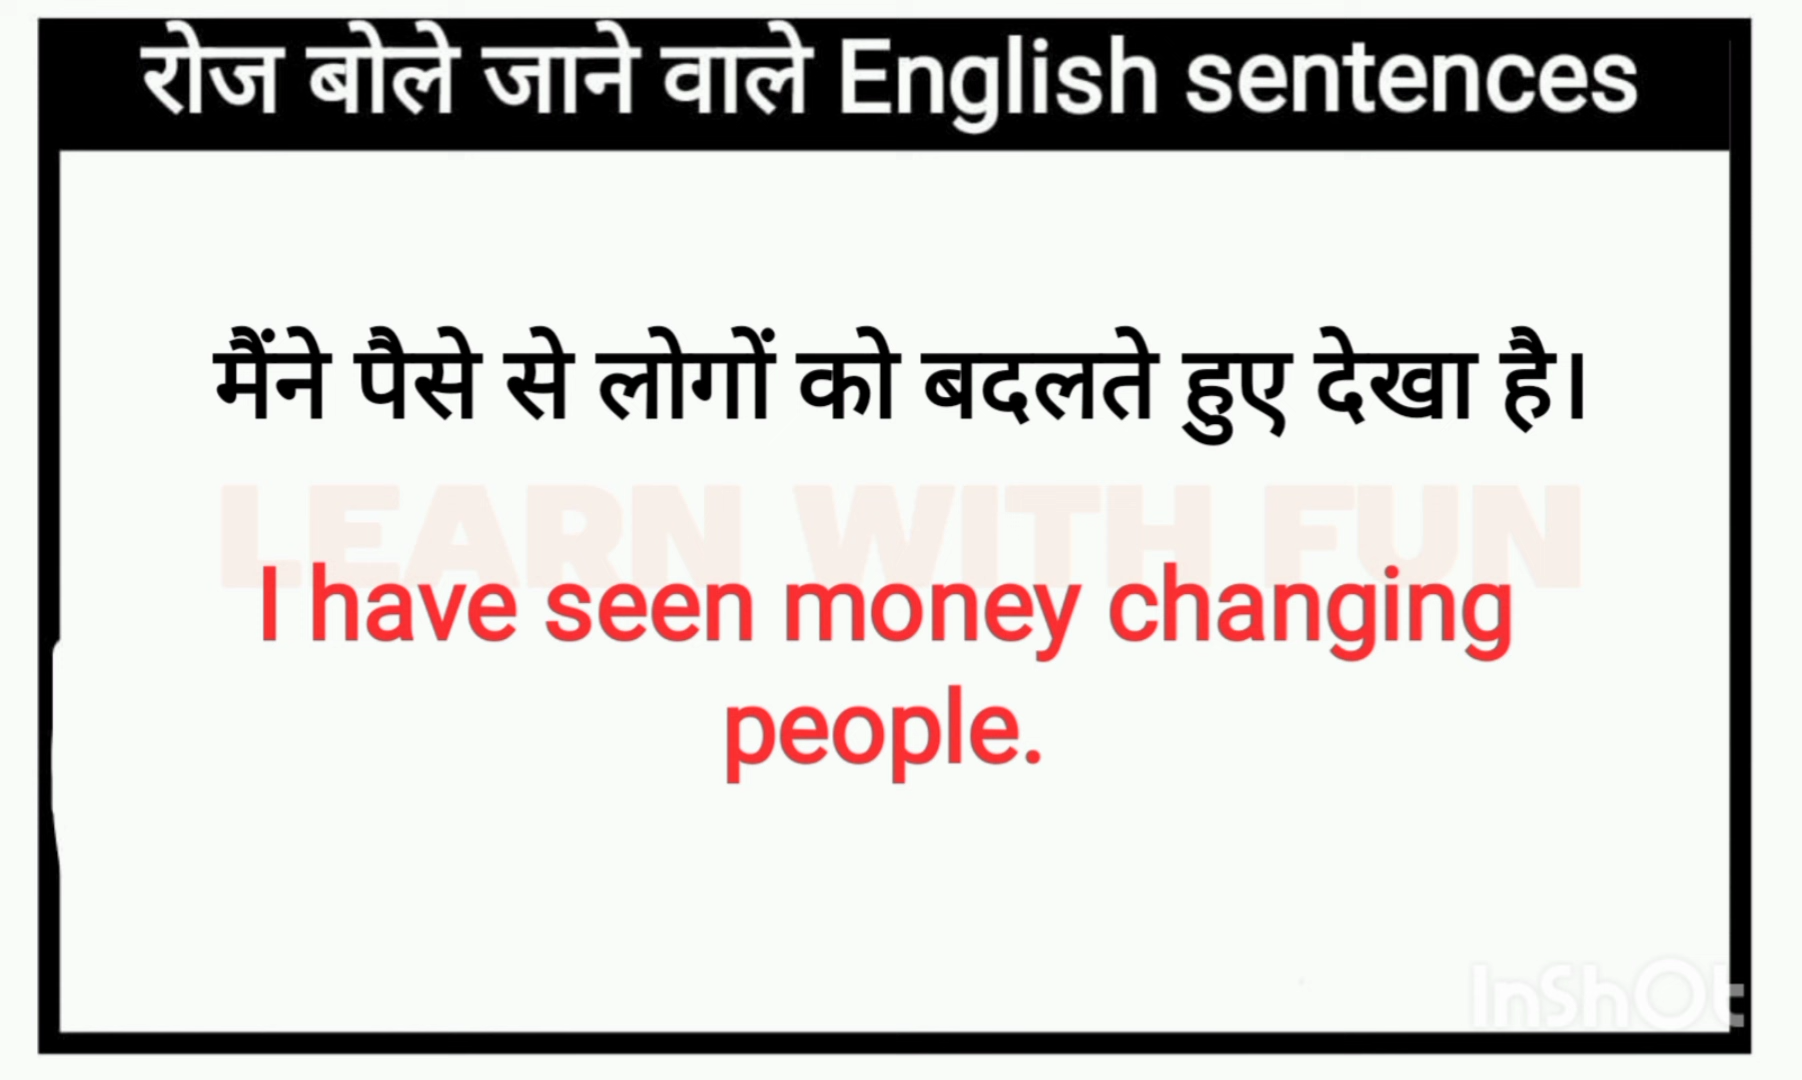 रोज बोले जाने वाले English sentences
मैंने पैसे से लोगों को बदलते हुए देखा है।
LEARN WITH FUN
I have seen money changing
people.
InShOt